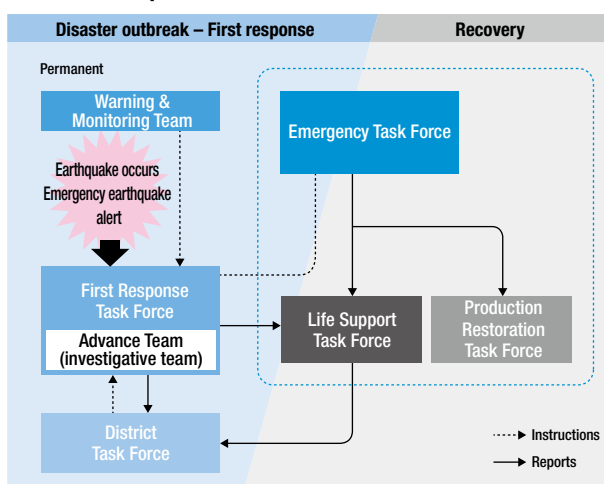 Disaster outbreak – First response
Recovery
Permanent
Warning &
Monitoring Team
Emergency Task Force
Earthquake occurs
Emergency earthquake
alert
First Response
Task Force
Advance Team
(investigative team)
Life Support
Task Force
Production
Restoration
Task Force
District
Task Force
Instructions
Reports